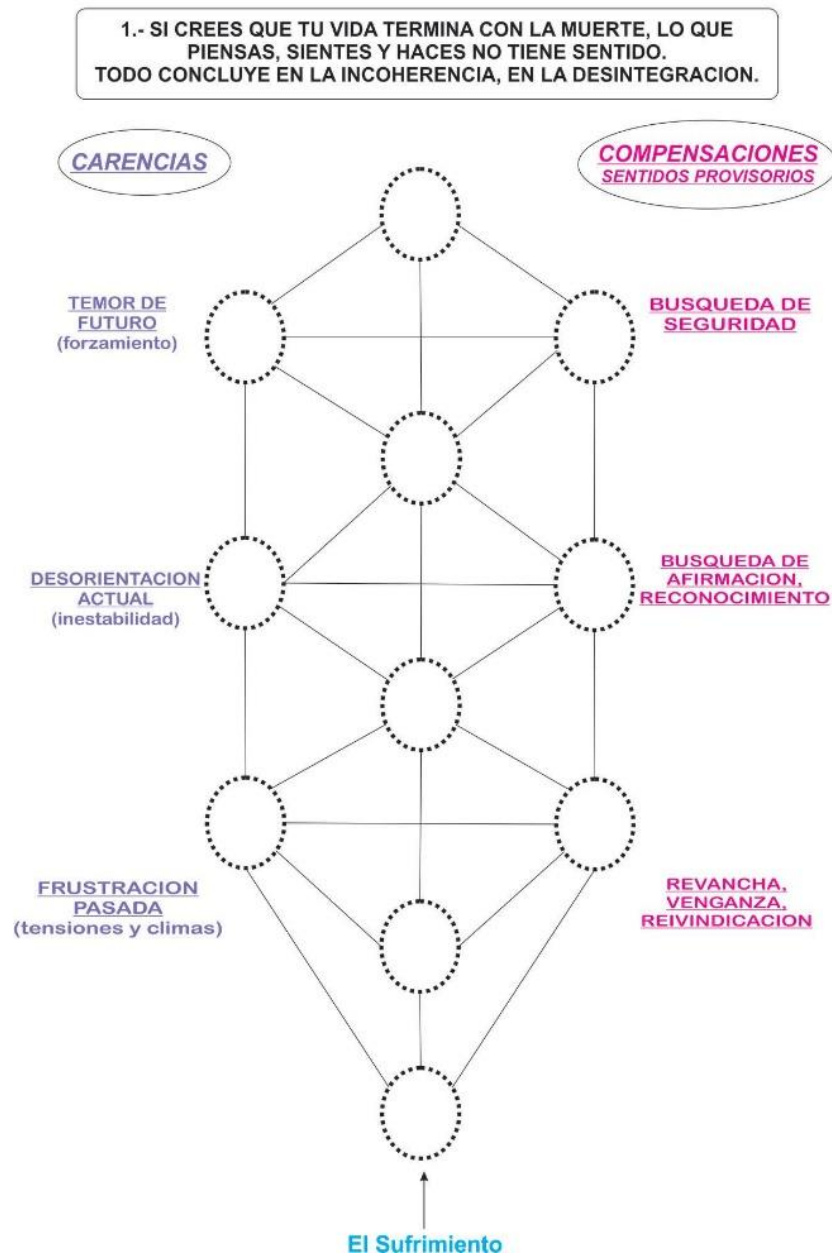 1.- SI CREES QUE TU VIDA TERMINA CON LA MUERTE, LO QUE
PIENSAS, SIENTES Y HACES NO TIENE SENTIDO.
TODO CONCLUYE EN LA INCOHERENCIA, EN LA DESINTEGRACION.
CARENCIAS
COMPENSACIONES
SENTIDOS PROVISORIOS
TEMOR DE
FUTURO
(forzamiento)
BUSQUEDA DE
SEGURIDAD
DESORIENTACION
ACTUAL
(inestabilidad)
BUSQUEDA DE
AFIRMACION,
RECONOCIMIENTO
FRUSTRACION
PASADA
(tensiones y climas)
REVANCHA,
VENGANZA,
REIVINDICACION
El Sufrimiento